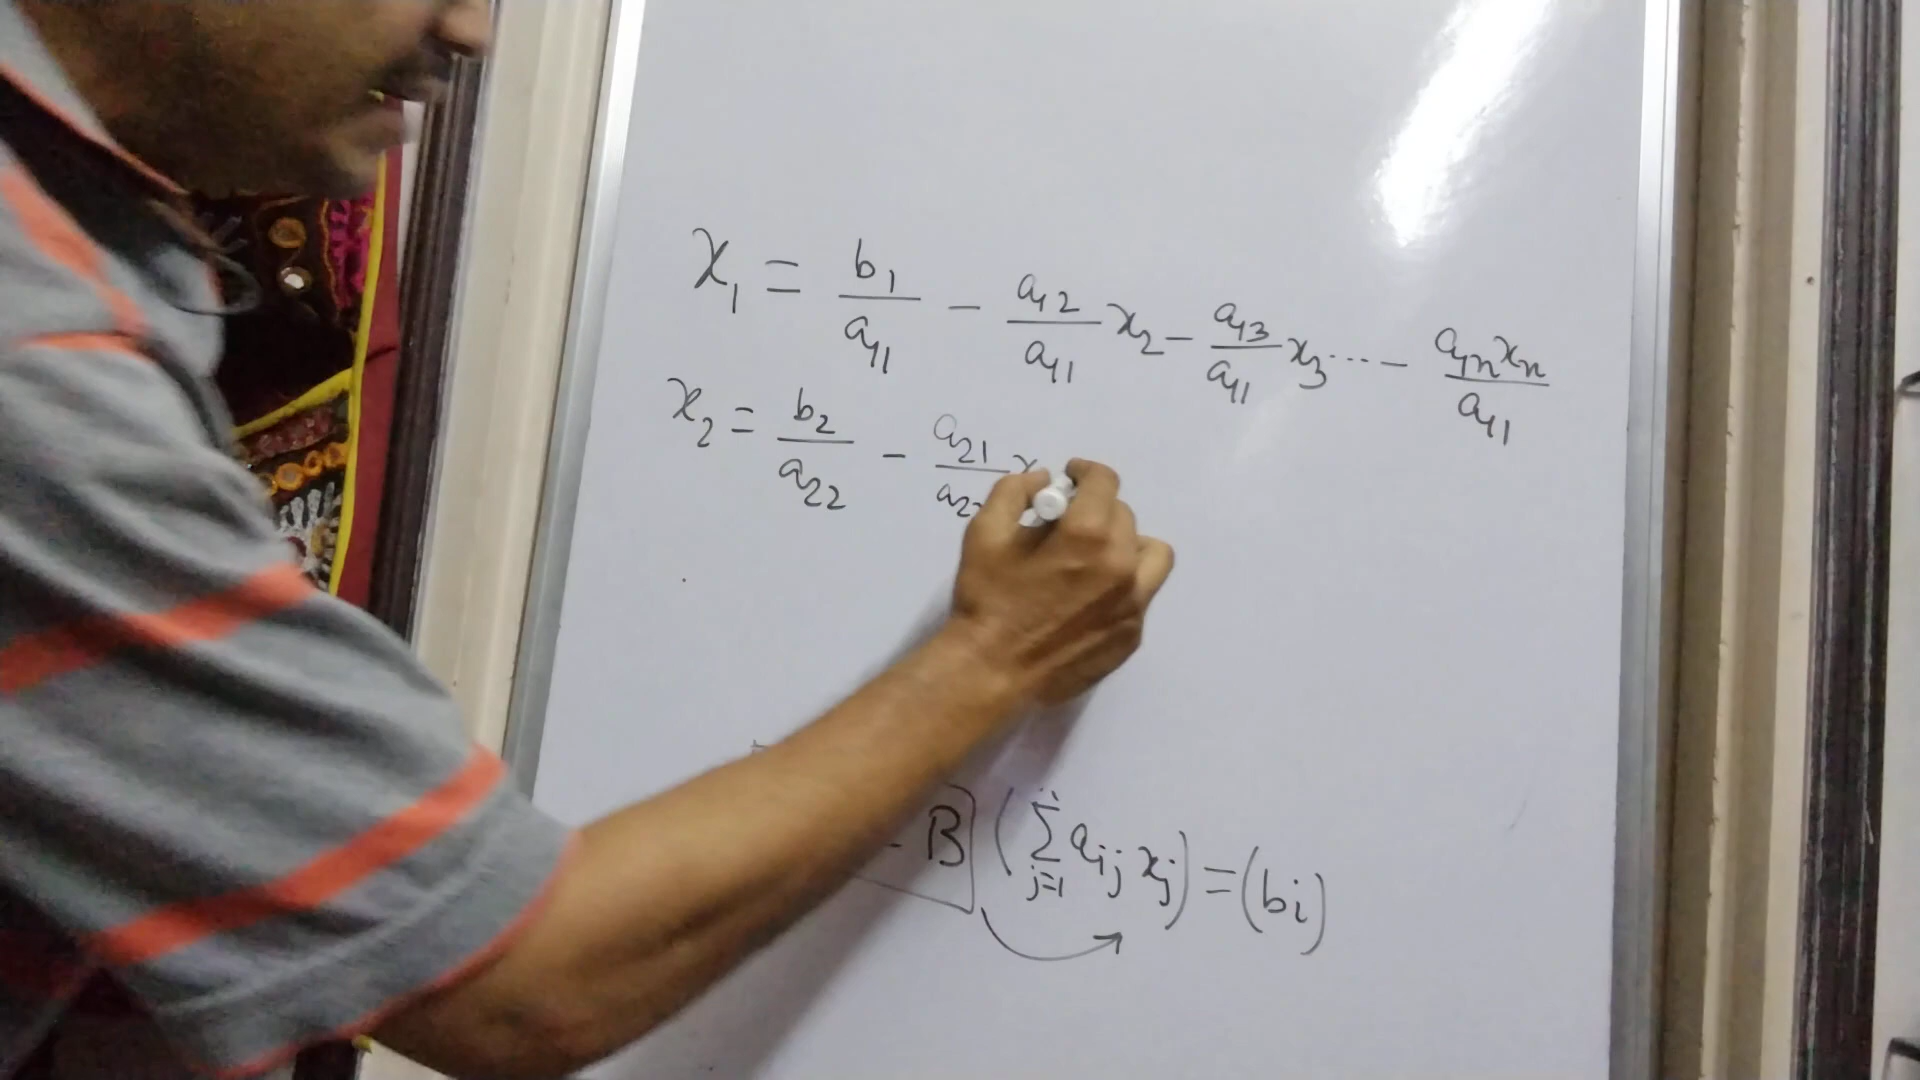 x₁ = b₁/a₁₁ - a₁₂/a₁₁ x₂ - a₁₃/a₁₁ x₃ ... - a₁ₙxₙ/a₁₁
x₂ = b₂/a₂₂ - a₂₁/a₂₂ x
B (∑ j=1 aᵢⱼ xⱼ) = (bᵢ)